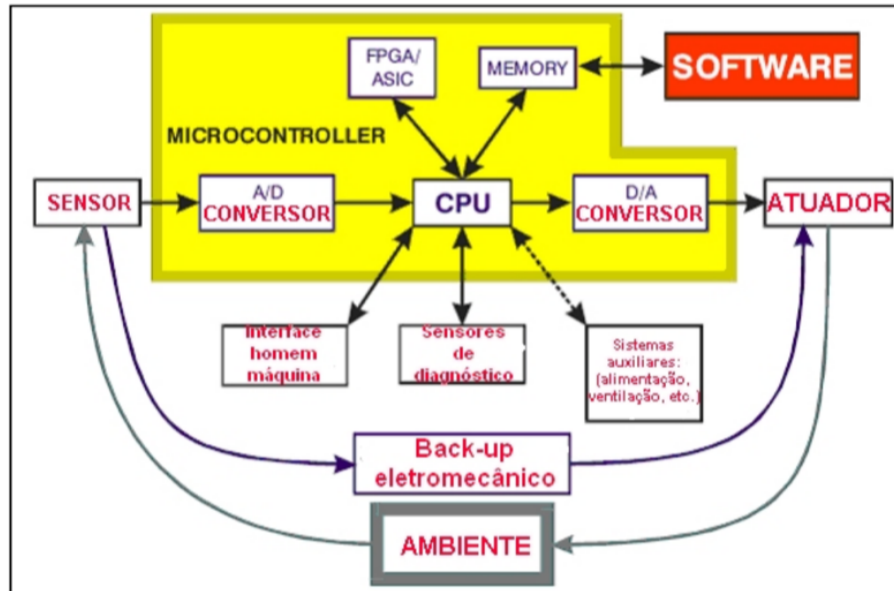 FPGA/
ASIC
MEMORY
SOFTWARE
MICROCONTROLLER
SENSOR
A/D
CONVERSOR
CPU
D/A
CONVERSOR
ATUADOR
Interface
homem
máquina
Sensores
de
diagnóstico
Sistemas
auxiliares:
(alimentação,
ventilação, etc.)
Back-up
eletromecânico
AMBIENTE